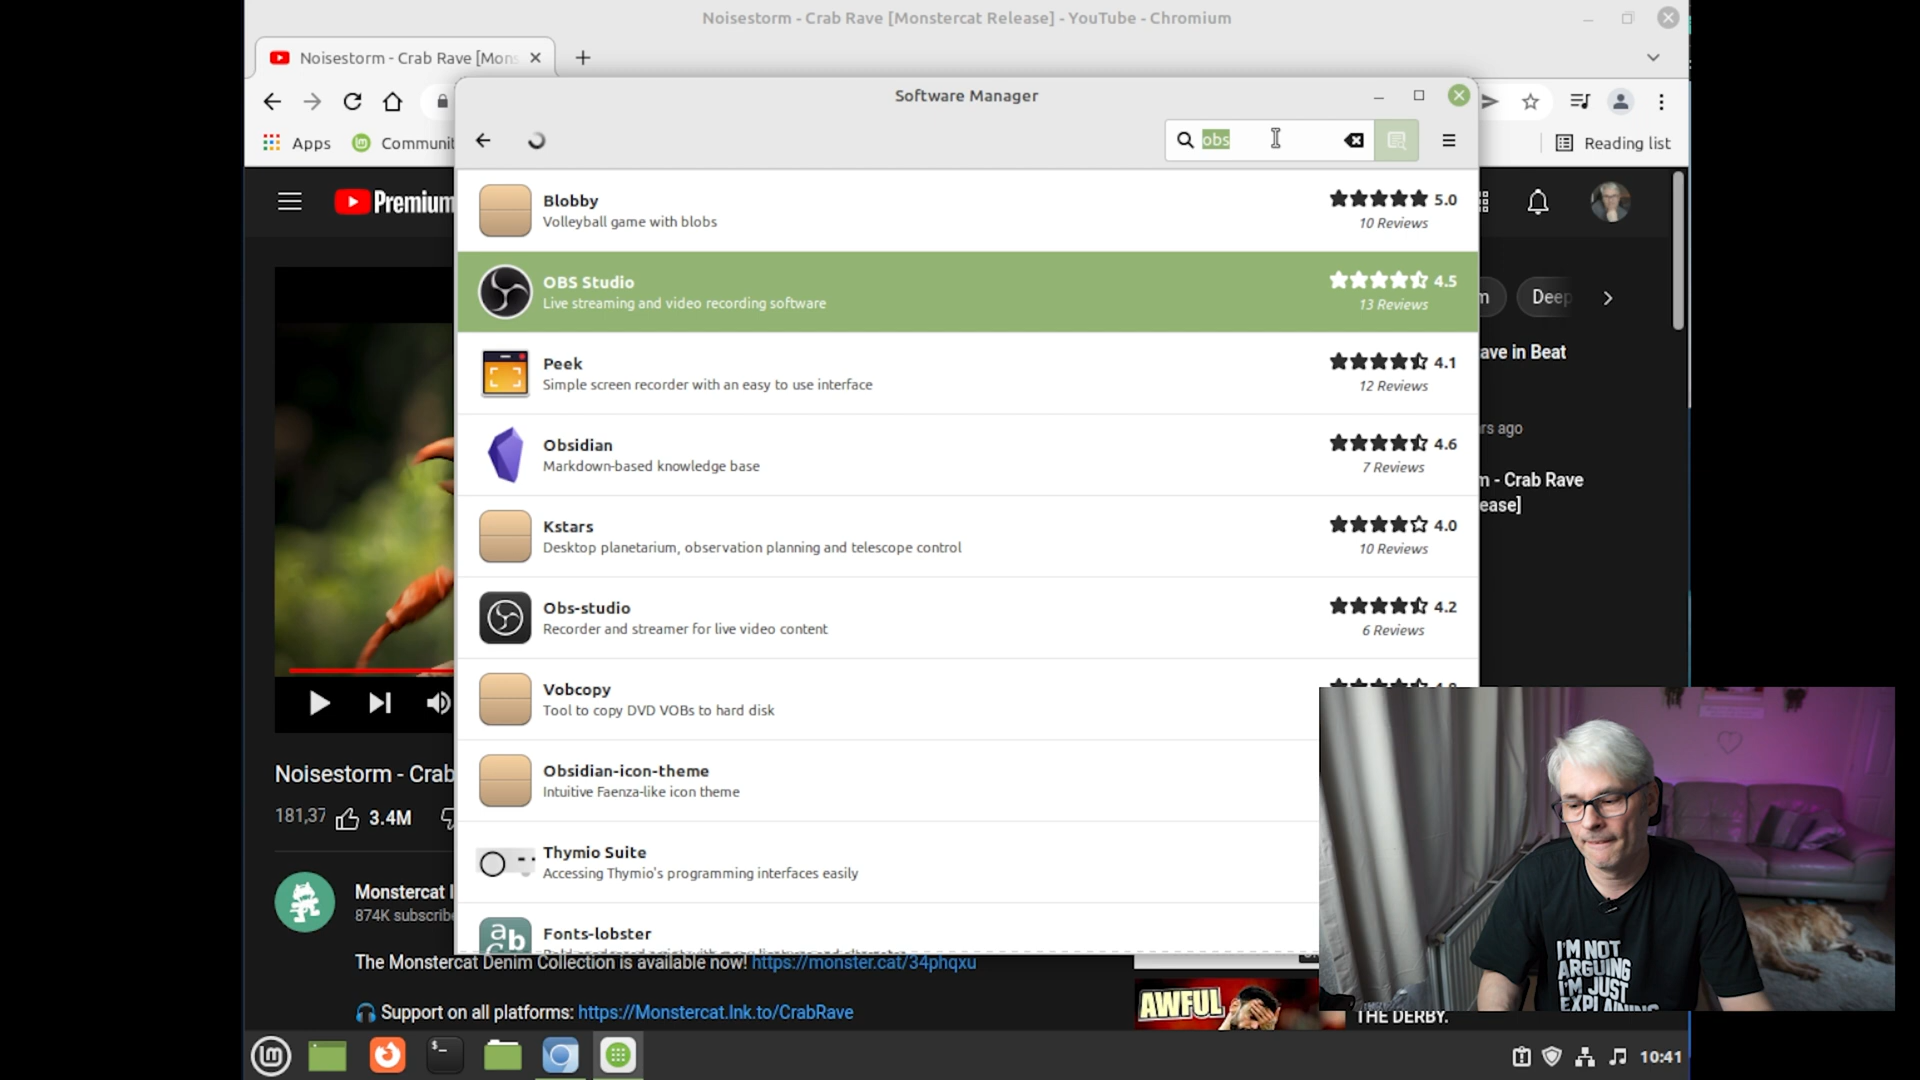 Noisestorm - Crab Rave [Monstercat Release] - YouTube - Chromium
Noisestorm - Crab Rave [Mons
Software Manager
Apps
Communit
obs
Reading list
Premium
Blobby
Volleyball game with blobs
5.0
10 Reviews
OBS Studio
Live streaming and video recording software
4.5
13 Reviews
Deep
Peek
Simple screen recorder with an easy to use interface
4.1
12 Reviews
ave in Beat
Obsidian
Markdown-based knowledge base
4.6
7 Reviews
rs ago
Kstars
Desktop planetarium, observation planning and telescope control
4.0
10 Reviews
m - Crab Rave
ease]
Obs-studio
Recorder and streamer for live video content
4.2
6 Reviews
Vobcopy
Tool to copy DVD VOBs to hard disk
Obsidian-icon-theme
Intuitive Faenza-like icon theme
Thymio Suite
Accessing Thymio's programming interfaces easily
Fonts-lobster
Noisestorm - Crab
181,37
3.4M
Monstercat I
874K subscribe
The Monstercat Denim Collection is available now! https://monster.cat/34phqxu
Support on all platforms: https://Monstercat.lnk.to/CrabRave
AWFUL
THE DERBY.
I'M NOT
ARGUING
I'M JUST
EXPLAINING
10:41